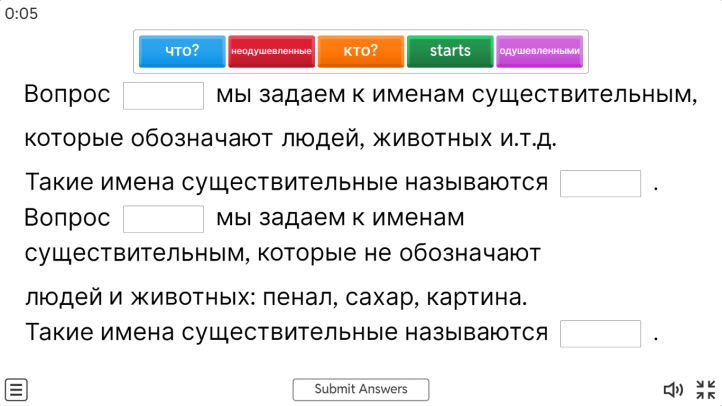 0:05
что? неодушевленные кто? starts одушевленными
Вопрос мы задаем к именам существительным,
которые обозначают людей, животных и.т.д.
Такие имена существительные называются .
Вопрос мы задаем к именам
существительным, которые не обозначают
людей и животных: пенал, сахар, картина.
Такие имена существительные называются .
Submit Answers